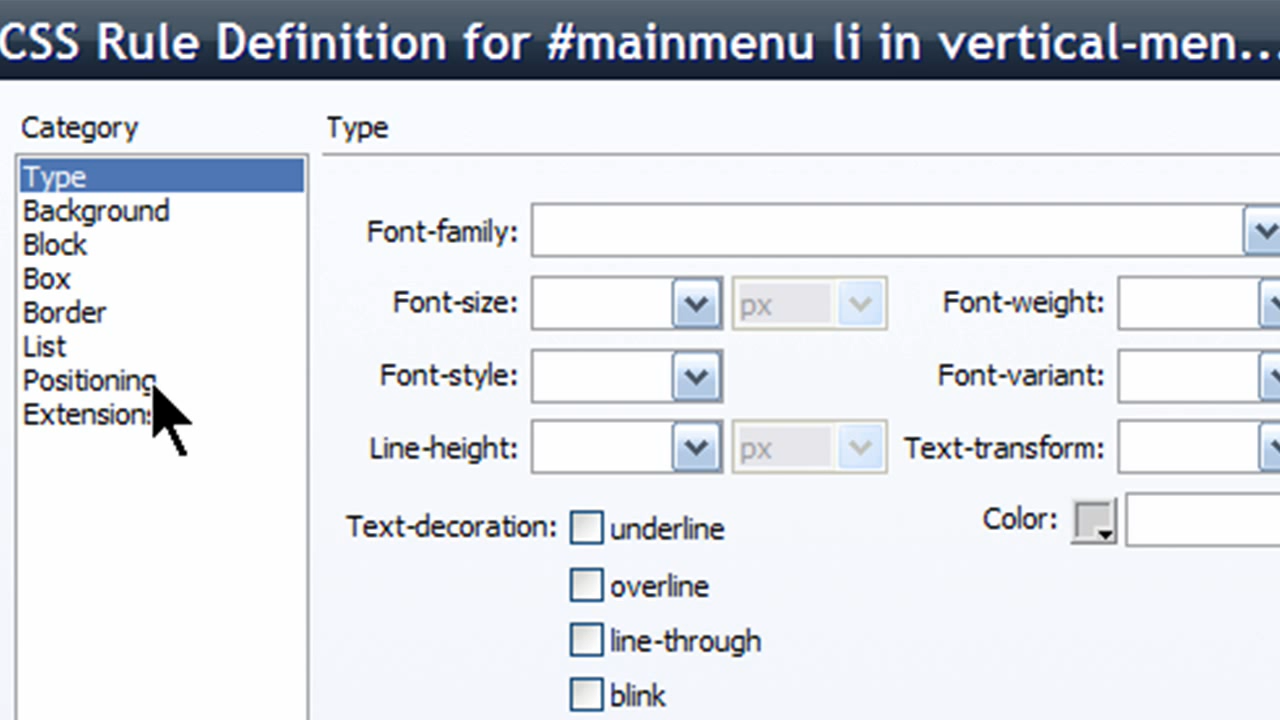 CSS Rule Definition for #mainmenu li in vertical-men...
Category
Type
Type
Background
Block
Box
Border
List
Positioning
Extensions
Font-family:
Font-size: px Font-weight:
Font-style: Font-variant:
Line-height: px Text-transform:
Text-decoration: underline Color:
overline
line-through
blink